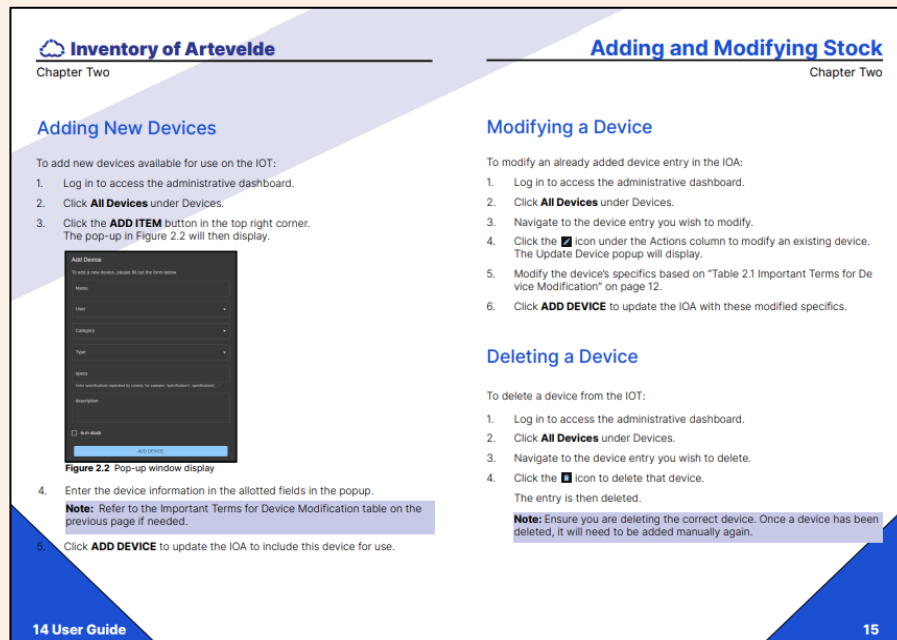 Inventory of Artevelde
Chapter Two
Adding New Devices
To add new devices available for use on the IOT:
1. Log in to access the administrative dashboard.
2. Click All Devices under Devices.
3. Click the ADD ITEM button in the top right corner.
The pop-up in Figure 2.2 will then display.
Add Device
To add a new device, please fill out the form below.
Name
User
Category
Type
specs
Enter specifications separated by comma, for example: 'specification1, specification2, ...'
description
Is in stock
ADD DEVICE
Figure 2.2 Pop-up window display
4. Enter the device information in the allotted fields in the popup.
Note: Refer to the Important Terms for Device Modification table on the
previous page if needed.
5. Click ADD DEVICE to update the IOA to include this device for use.
14 User Guide
Adding and Modifying Stock
Chapter Two
Modifying a Device
To modify an already added device entry in the IOA:
1. Log in to access the administrative dashboard.
2. Click All Devices under Devices.
3. Navigate to the device entry you wish to modify.
4. Click the icon under the Actions column to modify an existing device.
The Update Device popup will display.
5. Modify the device's specifics based on "Table 2.1 Important Terms for De
vice Modification" on page 12.
6. Click ADD DEVICE to update the IOA with these modified specifics.
Deleting a Device
To delete a device from the IOT:
1. Log in to access the administrative dashboard.
2. Click All Devices under Devices.
3. Navigate to the device entry you wish to delete.
4. Click the icon to delete that device.
The entry is then deleted.
Note: Ensure you are deleting the correct device. Once a device has been
deleted, it will need to be added manually again.
15